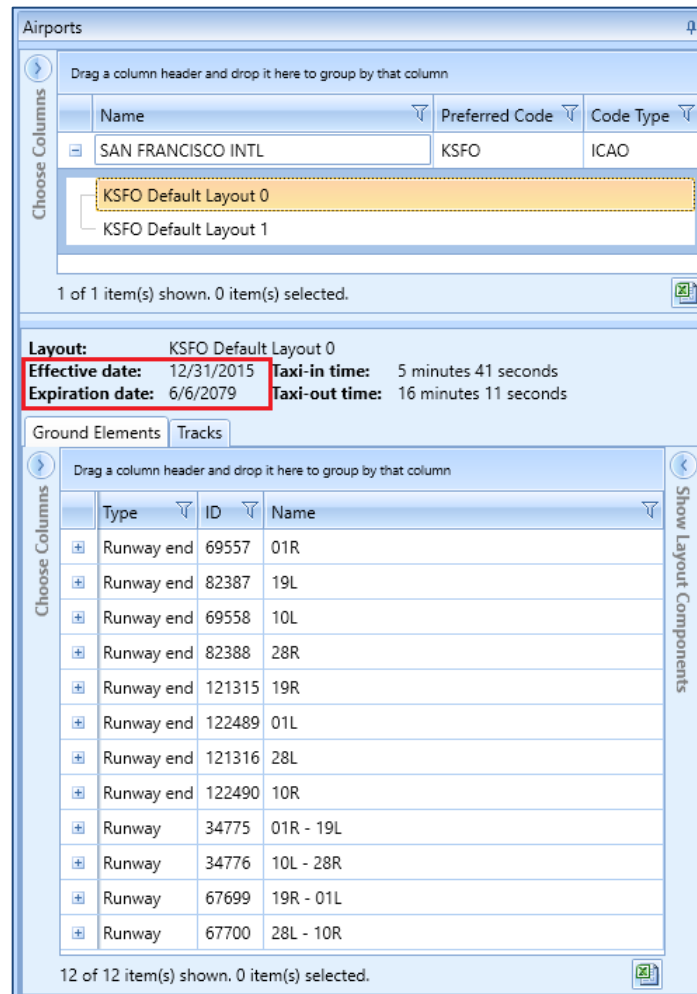 Airports
Choose Columns
Drag a column header and drop it here to group by that column
Name Preferred Code Code Type
SAN FRANCISCO INTL KSFO ICAO
KSFO Default Layout 0
KSFO Default Layout 1
1 of 1 item(s) shown. 0 item(s) selected.
Layout: KSFO Default Layout 0
Effective date: 12/31/2015 Taxi-in time: 5 minutes 41 seconds
Expiration date: 6/6/2079 Taxi-out time: 16 minutes 11 seconds
Ground Elements Tracks
Choose Columns
Drag a column header and drop it here to group by that column
Show Layout Components
Type ID Name
Runway end 69557 01R
Runway end 82387 19L
Runway end 69558 10L
Runway end 82388 28R
Runway end 121315 19R
Runway end 122489 01L
Runway end 121316 28L
Runway end 122490 10R
Runway 34775 01R - 19L
Runway 34776 10L - 28R
Runway 67699 19R - 01L
Runway 67700 28L - 10R
12 of 12 item(s) shown. 0 item(s) selected.